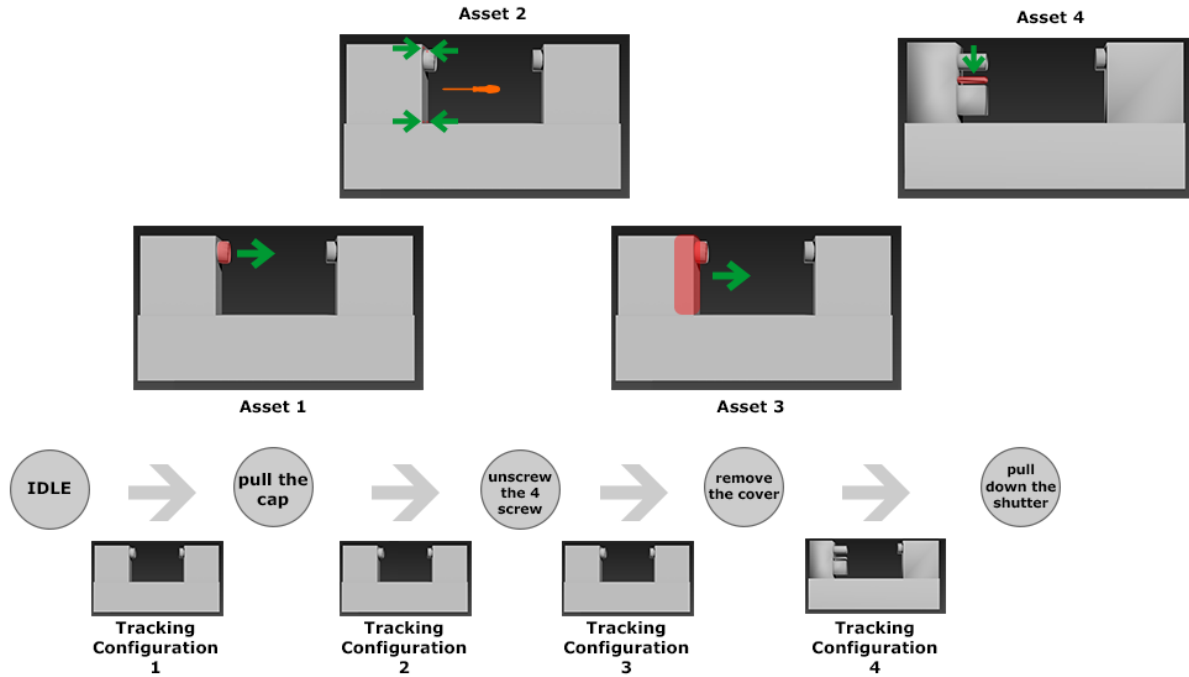 Asset 2
Asset 4
Asset 1
Asset 3
IDLE
pull the
cap
unscrew
the 4
screw
remove
the cover
pull
down the
shutter
Tracking
Configuration
1
Tracking
Configuration
2
Tracking
Configuration
3
Tracking
Configuration
4